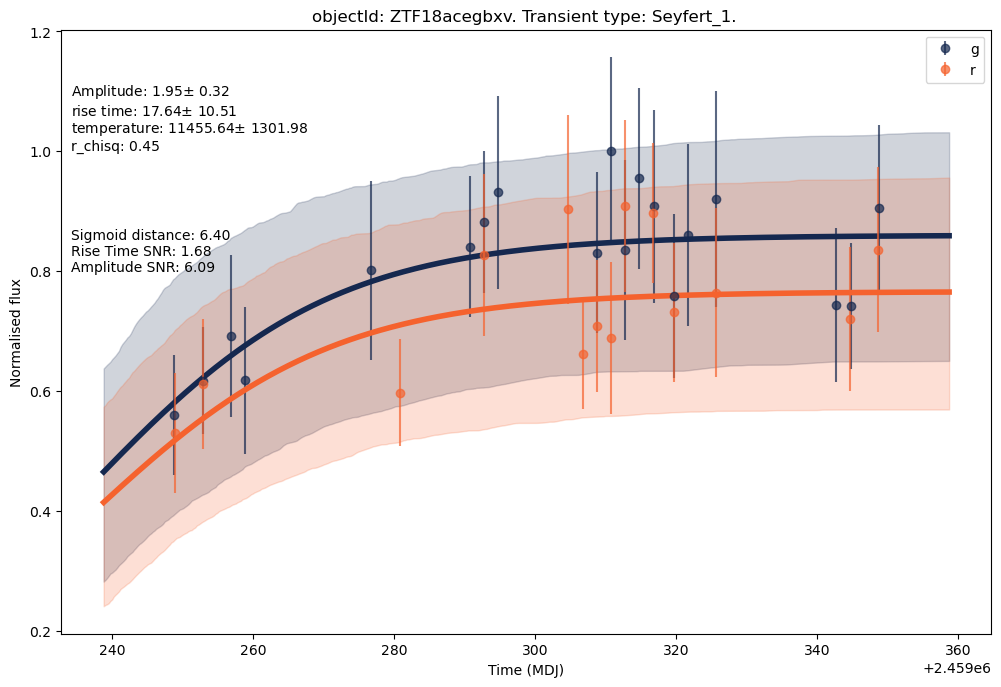 objectId: ZTF18acegbxv. Transient type: Seyfert_1.
g
r
Amplitude: 1.95± 0.32
rise time: 17.64± 10.51
temperature: 11455.64± 1301.98
r_chisq: 0.45
Sigmoid distance: 6.40
Rise Time SNR: 1.68
Amplitude SNR: 6.09
Normalised flux
1.2
1.0
0.8
0.6
0.4
0.2
240
260
280
300
320
340
360
Time (MDJ)
+2.459e6